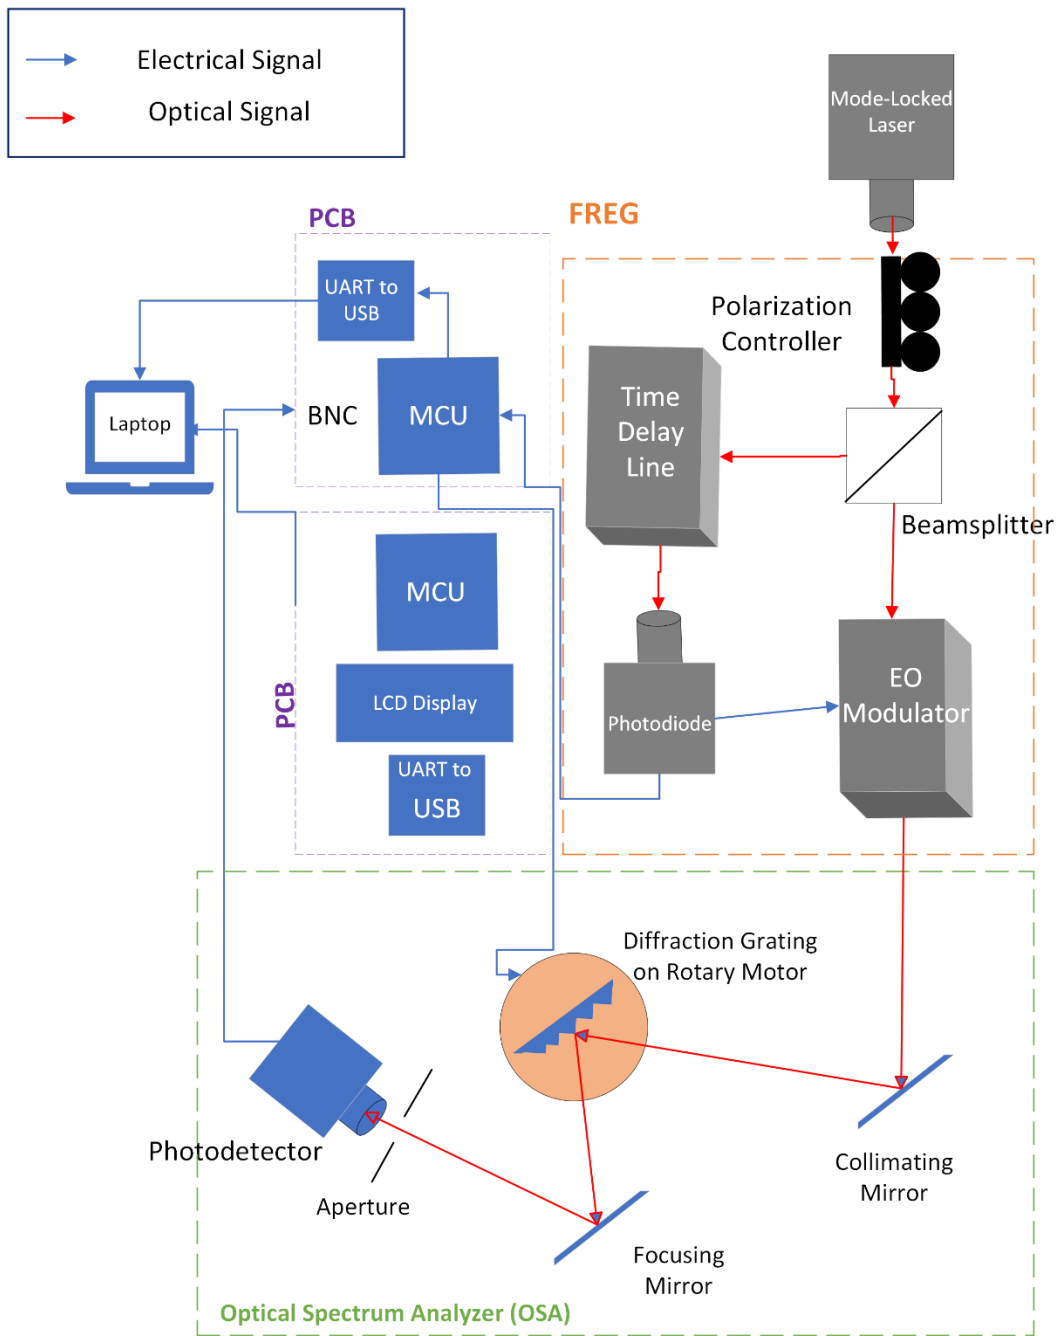 Electrical Signal
Optical Signal
Mode-Locked
Laser
PCB
FREG
UART to
USB
Polarization
Controller
Laptop
BNC
MCU
Time
Delay
Line
Beamsplitter
MCU
PCB
LCD Display
UART to
USB
Photodiode
EO
Modulator
Diffraction Grating
on Rotary Motor
Photodetector
Aperture
Collimating
Mirror
Focusing
Mirror
Optical Spectrum Analyzer (OSA)